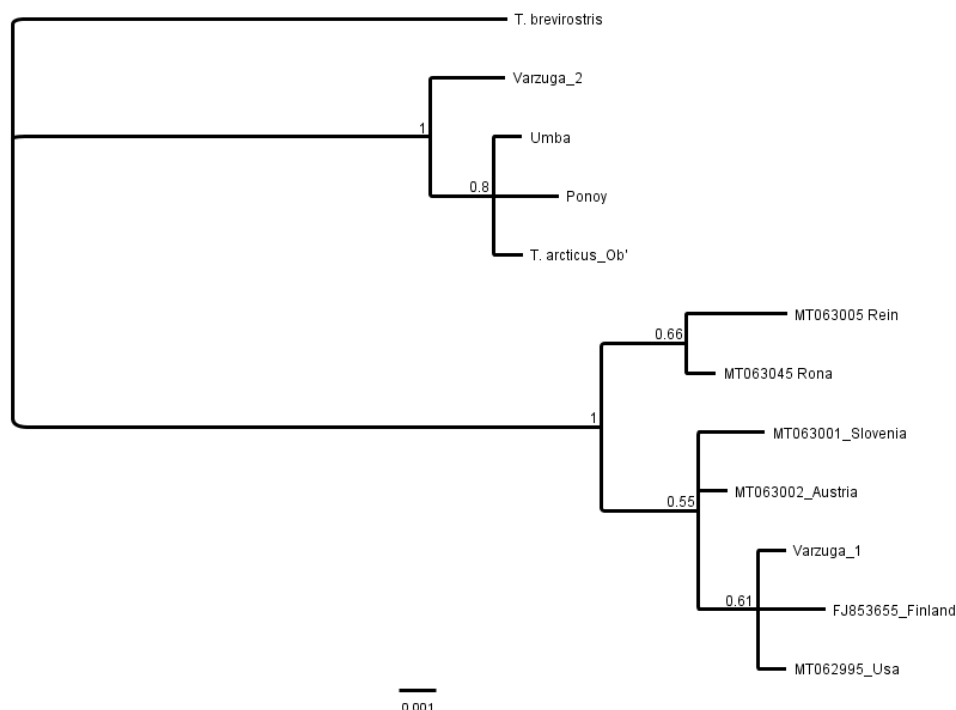 T. brevirostris
Varzuga_2
1
Umba
0.8
Ponoy
T. arcticus_Ob'
MT063005 Rein
0.66
MT063045 Rona
1
MT063001_Slovenia
MT063002_Austria
0.55
Varzuga_1
0.61
FJ853655_Finland
MT062995_Usa
0.001